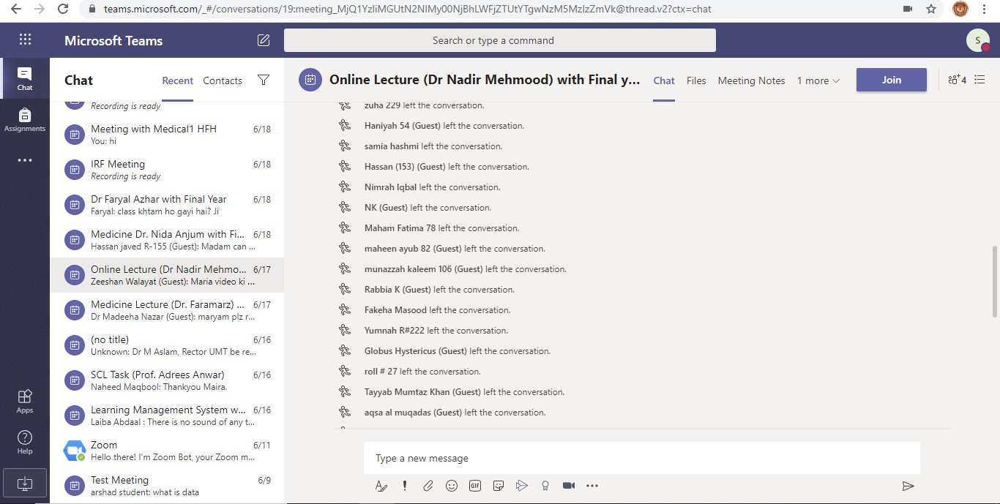 teams.microsoft.com/_#/conversations/19:meeting_MjQ1YzliMGUtN2NlMy00NjBhLWFjZTUtYTgwNzM5MzIzZmVk@thread.v2?ctx=chat
Microsoft Teams
Search or type a command
S
Chat
Assignments
Apps
Help
Chat
Recent
Contacts
Recording is ready
Meeting with Medical1 HFH 6/18
You: hi
IRF Meeting 6/18
Recording is ready
Dr Faryal Azhar with Final Year 6/18
Faryal: class khtam ho gayi hai? Ji
Medicine Dr. Nida Anjum with Fi... 6/18
Hassan javed R-155 (Guest): Madam can ...
Online Lecture (Dr Nadir Mehmo... 6/17
Zeeshan Walayat (Guest): Maria video ki ...
Medicine Lecture (Dr. Faramarz) ... 6/17
Dr Madeeha Nazar (Guest): maryam plz r...
(no title) 6/16
Unknown: Dr M Aslam, Rector UMT be re...
SCL Task (Prof. Adrees Anwar) 6/16
Naheed Maqbool: Thankyou Maira.
Learning Management System w... 6/16
Laiba Abdaal : There is no sound of any t...
Zoom 6/11
Hello there! I'm Zoom Bot, your Zoom m...
Test Meeting 6/9
arshad student: what is data
Online Lecture (Dr Nadir Mehmood) with Final y...
Chat
Files
Meeting Notes
1 more
Join
4
zuha 229 left the conversation.
Haniyah 54 (Guest) left the conversation.
samia hashmi left the conversation.
Hassan (153) (Guest) left the conversation.
Nimrah Iqbal left the conversation.
NK (Guest) left the conversation.
Maham Fatima 78 left the conversation.
maheen ayub 82 (Guest) left the conversation.
munazzah kaleem 106 (Guest) left the conversation.
Rabbia K (Guest) left the conversation.
Fakeha Masood left the conversation.
Yumnah R#222 left the conversation.
Globus Hystericus (Guest) left the conversation.
roll # 27 left the conversation.
Tayyab Mumtaz Khan (Guest) left the conversation.
aqsa al muqadas (Guest) left the conversation.
Type a new message
GIF